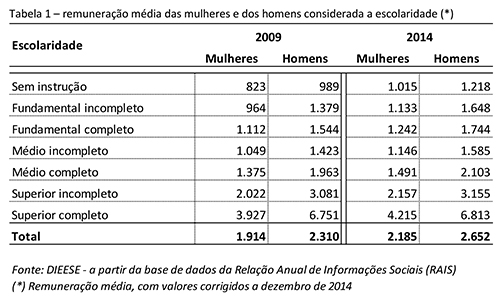 Tabela 1 – remuneração média das mulheres e dos homens considerada a escolaridade (*)
Escolaridade 2009 2014
Mulheres Homens Mulheres Homens
Sem instrução 823 989 1.015 1.218
Fundamental incompleto 964 1.379 1.133 1.648
Fundamental completo 1.112 1.544 1.242 1.744
Médio incompleto 1.049 1.423 1.146 1.585
Médio completo 1.375 1.963 1.491 2.103
Superior incompleto 2.022 3.081 2.157 3.155
Superior completo 3.927 6.751 4.215 6.813
Total 1.914 2.310 2.185 2.652
Fonte: DIEESE - a partir da base de dados da Relação Anual de Informações Sociais (RAIS)
(*) Remuneração média, com valores corrigidos a dezembro de 2014